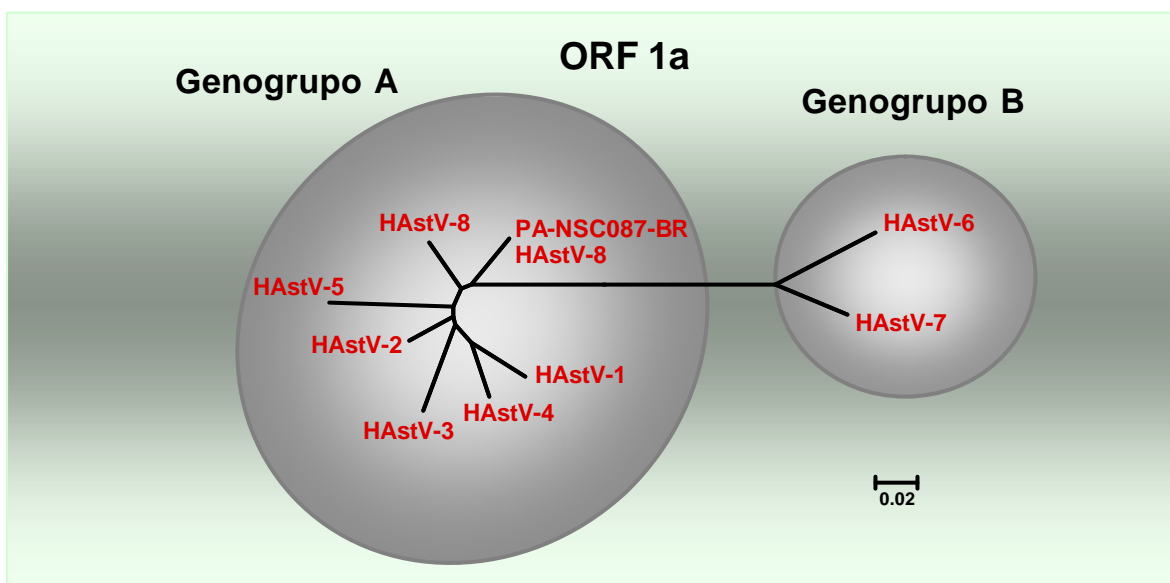 ORF 1a
Genogrupo A
Genogrupo B
HAstV-8
PA-NSC087-BR
HAstV-8
HAstV-6
HAstV-5
HAstV-7
HAstV-2
HAstV-1
HAstV-4
HAstV-3
0.02